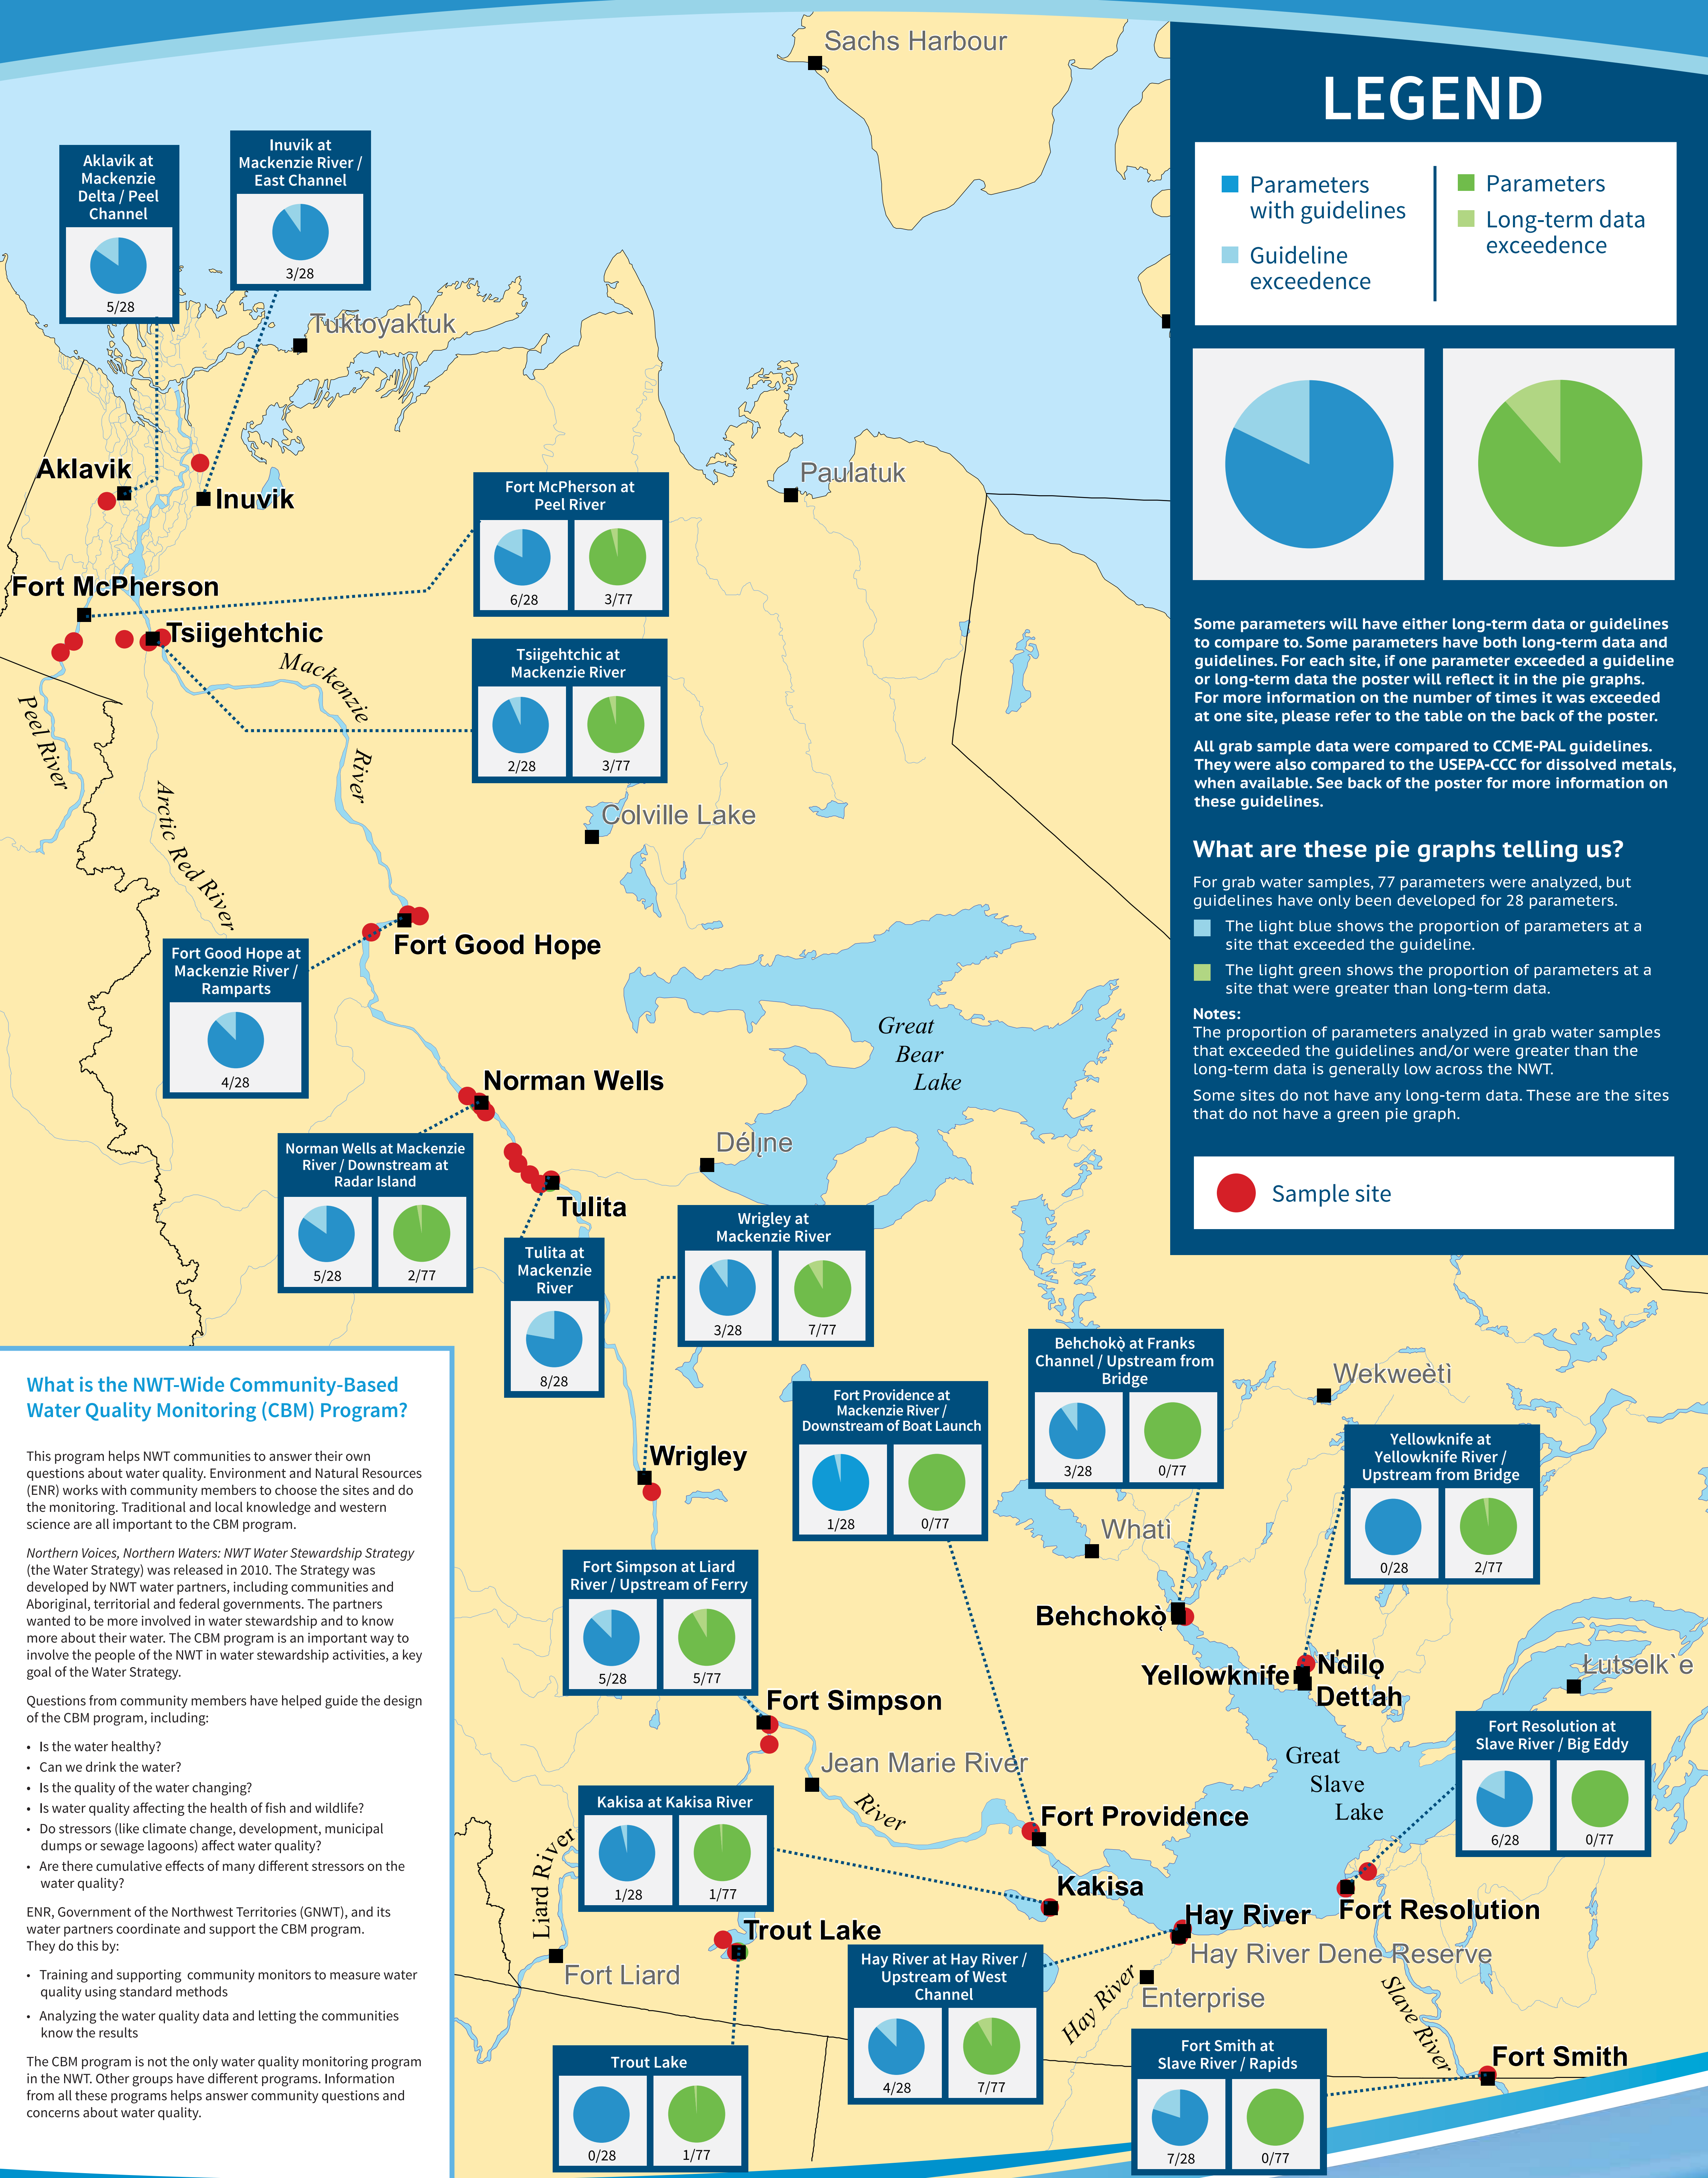 Sachs Harbour
LEGEND
Parameters
with guidelines
Guideline
exceedence
Parameters
Long-term data
exceedence
Some parameters will have either long-term data or guidelines
to compare to. Some parameters have both long-term data and
guidelines. For each site, if one parameter exceeded a guideline
or long-term data the poster will reflect it in the pie graphs.
For more information on the number of times it was exceeded
at one site, please refer to the table on the back of the poster.
All grab sample data were compared to CCME-PAL guidelines.
They were also compared to the USEPA-CCC for dissolved metals,
when available. See back of the poster for more information on
these guidelines.
What are these pie graphs telling us?
For grab water samples, 77 parameters were analyzed, but
guidelines have only been developed for 28 parameters.
The light blue shows the proportion of parameters at a
site that exceeded the guideline.
The light green shows the proportion of parameters at a
site that were greater than long-term data.
Notes:
The proportion of parameters analyzed in grab water samples
that exceeded the guidelines and/or were greater than the
long-term data is generally low across the NWT.
Some sites do not have any long-term data. These are the sites
that do not have a green pie graph.
Sample site
Aklavik at
Mackenzie
Delta / Peel
Channel
5/28
Inuvik at
Mackenzie River /
East Channel
3/28
Tuktoyaktuk
Aklavik
Inuvik
Paulatuk
Fort McPherson at
Peel River
6/28
3/77
Fort McPherson
Tsiigehtchic
Tsiigehtchic at
Mackenzie River
2/28
3/77
Mackenzie
River
Peel River
Arctic Red River
Colville Lake
Fort Good Hope
Fort Good Hope at
Mackenzie River /
Ramparts
4/28
Great
Bear
Lake
Norman Wells
Norman Wells at Mackenzie
River / Downstream at
Radar Island
5/28
2/77
Délįne
Tulita
Tulita at
Mackenzie
River
8/28
Wrigley at
Mackenzie River
3/28
7/77
Wrigley
Behchokǫ̀ at Franks
Channel / Upstream from
Bridge
3/28
0/77
Wekweètì
Fort Providence at
Mackenzie River /
Downstream of Boat Launch
1/28
0/77
Yellowknife at
Yellowknife River /
Upstream from Bridge
0/28
2/77
Whatì
Fort Simpson at Liard
River / Upstream of Ferry
5/28
5/77
Behchokǫ̀
Yellowknife
Ndilǫ
Dettah
Łutselk`e
Fort Simpson
Jean Marie River
River
Great
Slave
Lake
Fort Resolution at
Slave River / Big Eddy
6/28
0/77
Kakisa at Kakisa River
1/28
1/77
Fort Providence
Kakisa
Liard River
Trout Lake
Fort Liard
Hay River
Fort Resolution
Hay River Dene Reserve
Enterprise
Hay River
Slave River
Hay River at Hay River /
Upstream of West
Channel
4/28
7/77
Trout Lake
0/28
1/77
Fort Smith at
Slave River / Rapids
7/28
0/77
Fort Smith
What is the NWT-Wide Community-Based
Water Quality Monitoring (CBM) Program?
This program helps NWT communities to answer their own
questions about water quality. Environment and Natural Resources
(ENR) works with community members to choose the sites and do
the monitoring. Traditional and local knowledge and western
science are all important to the CBM program.
Northern Voices, Northern Waters: NWT Water Stewardship Strategy
(the Water Strategy) was released in 2010. The Strategy was
developed by NWT water partners, including communities and
Aboriginal, territorial and federal governments. The partners
wanted to be more involved in water stewardship and to know
more about their water. The CBM program is an important way to
involve the people of the NWT in water stewardship activities, a key
goal of the Water Strategy.
Questions from community members have helped guide the design
of the CBM program, including:
• Is the water healthy?
• Can we drink the water?
• Is the quality of the water changing?
• Is water quality affecting the health of fish and wildlife?
• Do stressors (like climate change, development, municipal
dumps or sewage lagoons) affect water quality?
• Are there cumulative effects of many different stressors on the
water quality?
ENR, Government of the Northwest Territories (GNWT), and its
water partners coordinate and support the CBM program.
They do this by:
• Training and supporting community monitors to measure water
quality using standard methods
• Analyzing the water quality data and letting the communities
know the results
The CBM program is not the only water quality monitoring program
in the NWT. Other groups have different programs. Information
from all these programs helps answer community questions and
concerns about water quality.